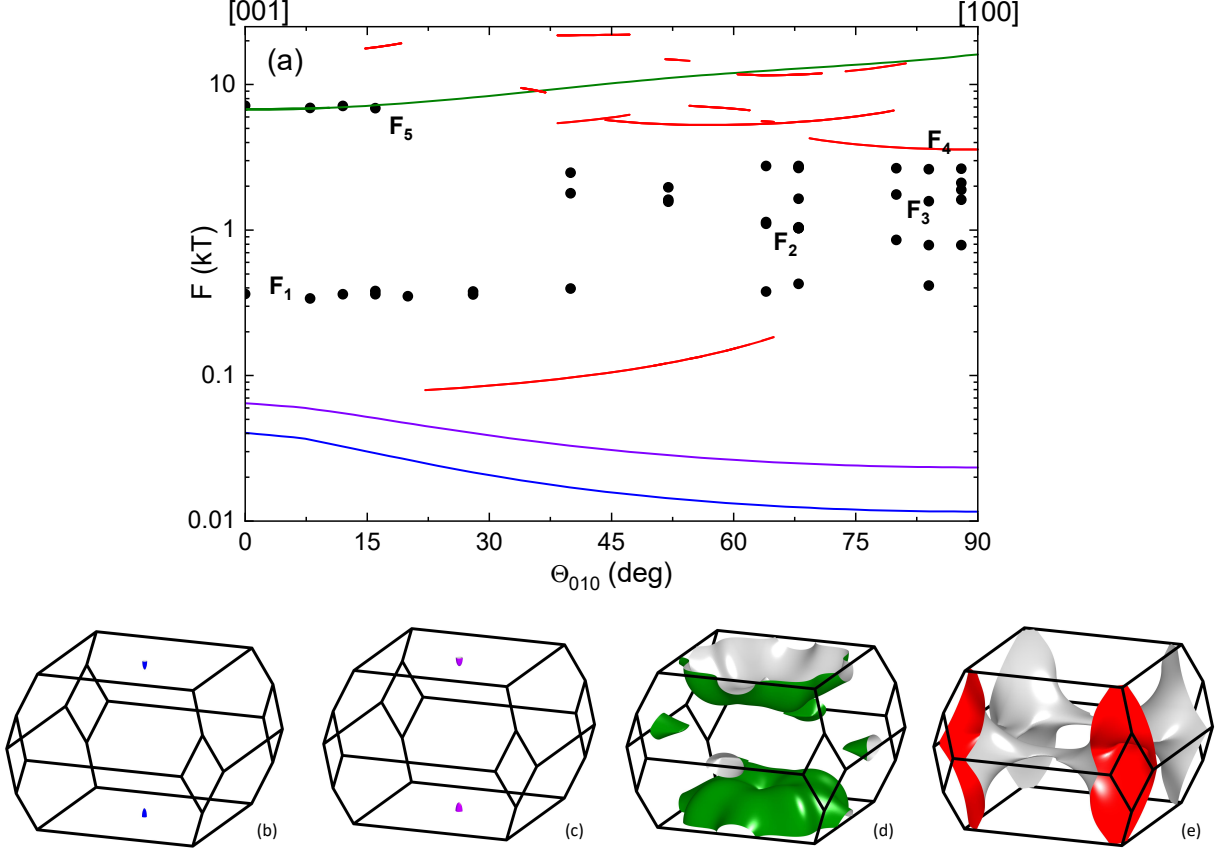 [001] [100]
(a)
10
F₅
F₄
F₃
1
F₂
F (kT)
F₁
0.1
0.01
0 15 30 45 60 75 90
Θ₀₁₀ (deg)
(b) (c) (d) (e)